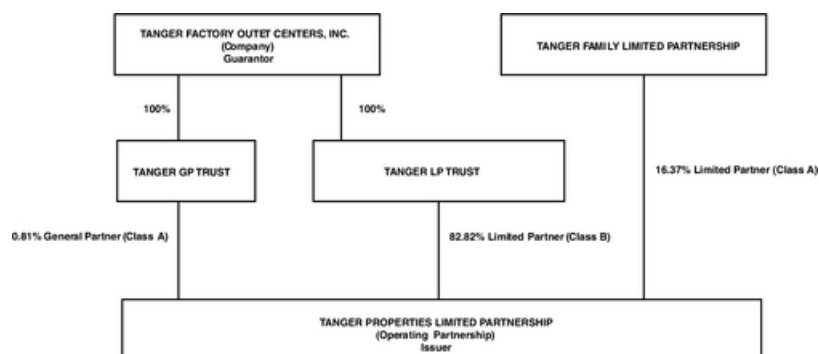 TANGER FACTORY OUTET CENTERS, INC.
(Company)
Guarantor
TANGER FAMILY LIMITED PARTNERSHIP
100%
100%
TANGER GP TRUST
TANGER LP TRUST
16.37% Limited Partner (Class A)
0.81% General Partner (Class A)
82.82% Limited Partner (Class B)
TANGER PROPERTIES LIMITED PARTNERSHIP
(Operating Partnership)
Issuer